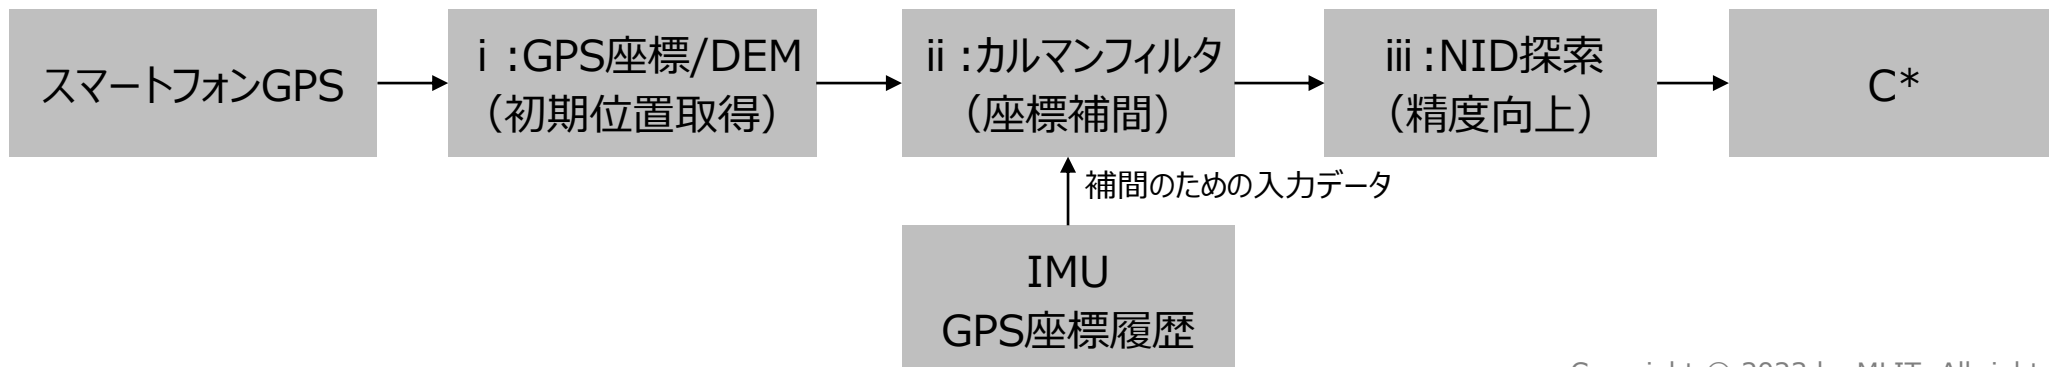 スマートフォンGPS
ⅰ:GPS座標/DEM
（初期位置取得）
ⅱ:カルマンフィルタ
（座標補間）
ⅲ:NID探索
（精度向上）
C*
補間のための入力データ
IMU
GPS座標履歴